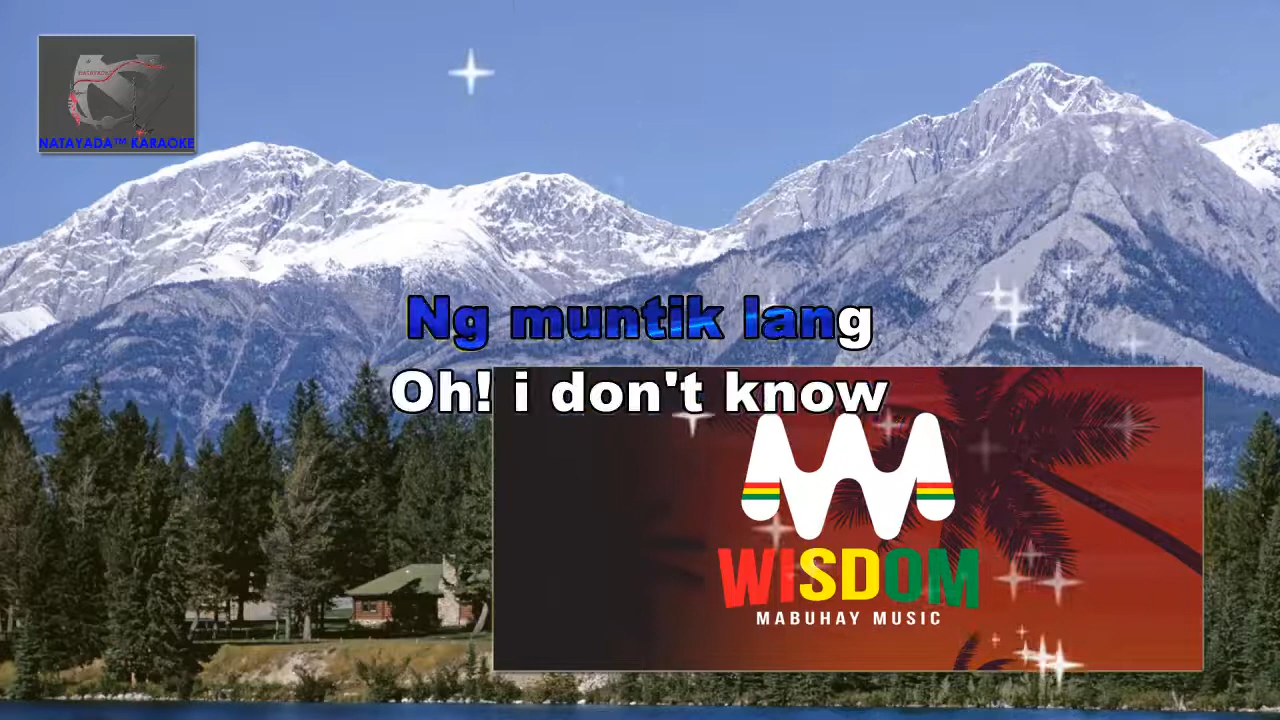 NATAYADA™ KARAOKE
Ng muntik lang
Oh! i don't know
WISDOM
MABUHAY MUSIC